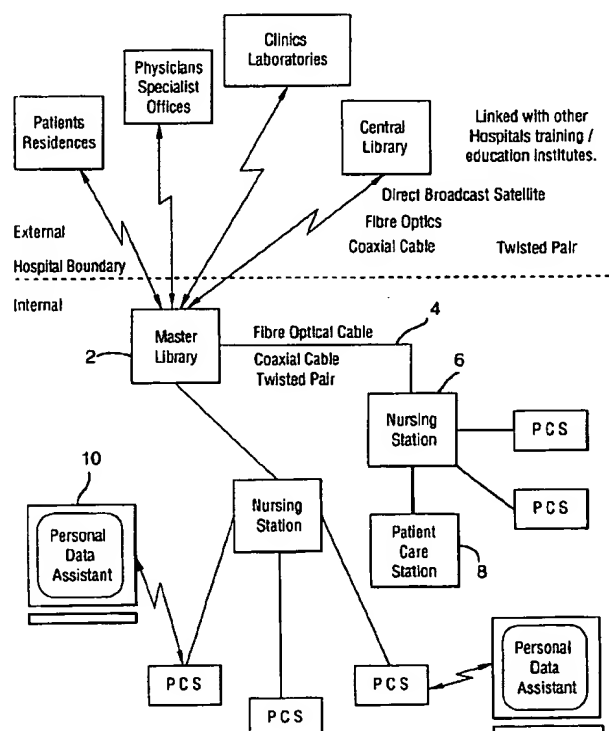 Clinics
Laboratories
Physicians
Specialist
Offices
Patients
Residences
Central
Library
Linked with other
Hospitals training /
education institutes.
Direct Broadcast Satellite
Fibre Optics
Coaxial Cable
Twisted Pair
External
Hospital Boundary
Internal
Master
Library
2
Fibre Optical Cable
Coaxial Cable
Twisted Pair
4
6
Nursing
Station
PCS
PCS
Patient
Care
Station
8
Nursing
Station
10
Personal
Data
Assistant
PCS
PCS
PCS
Personal
Data
Assistant